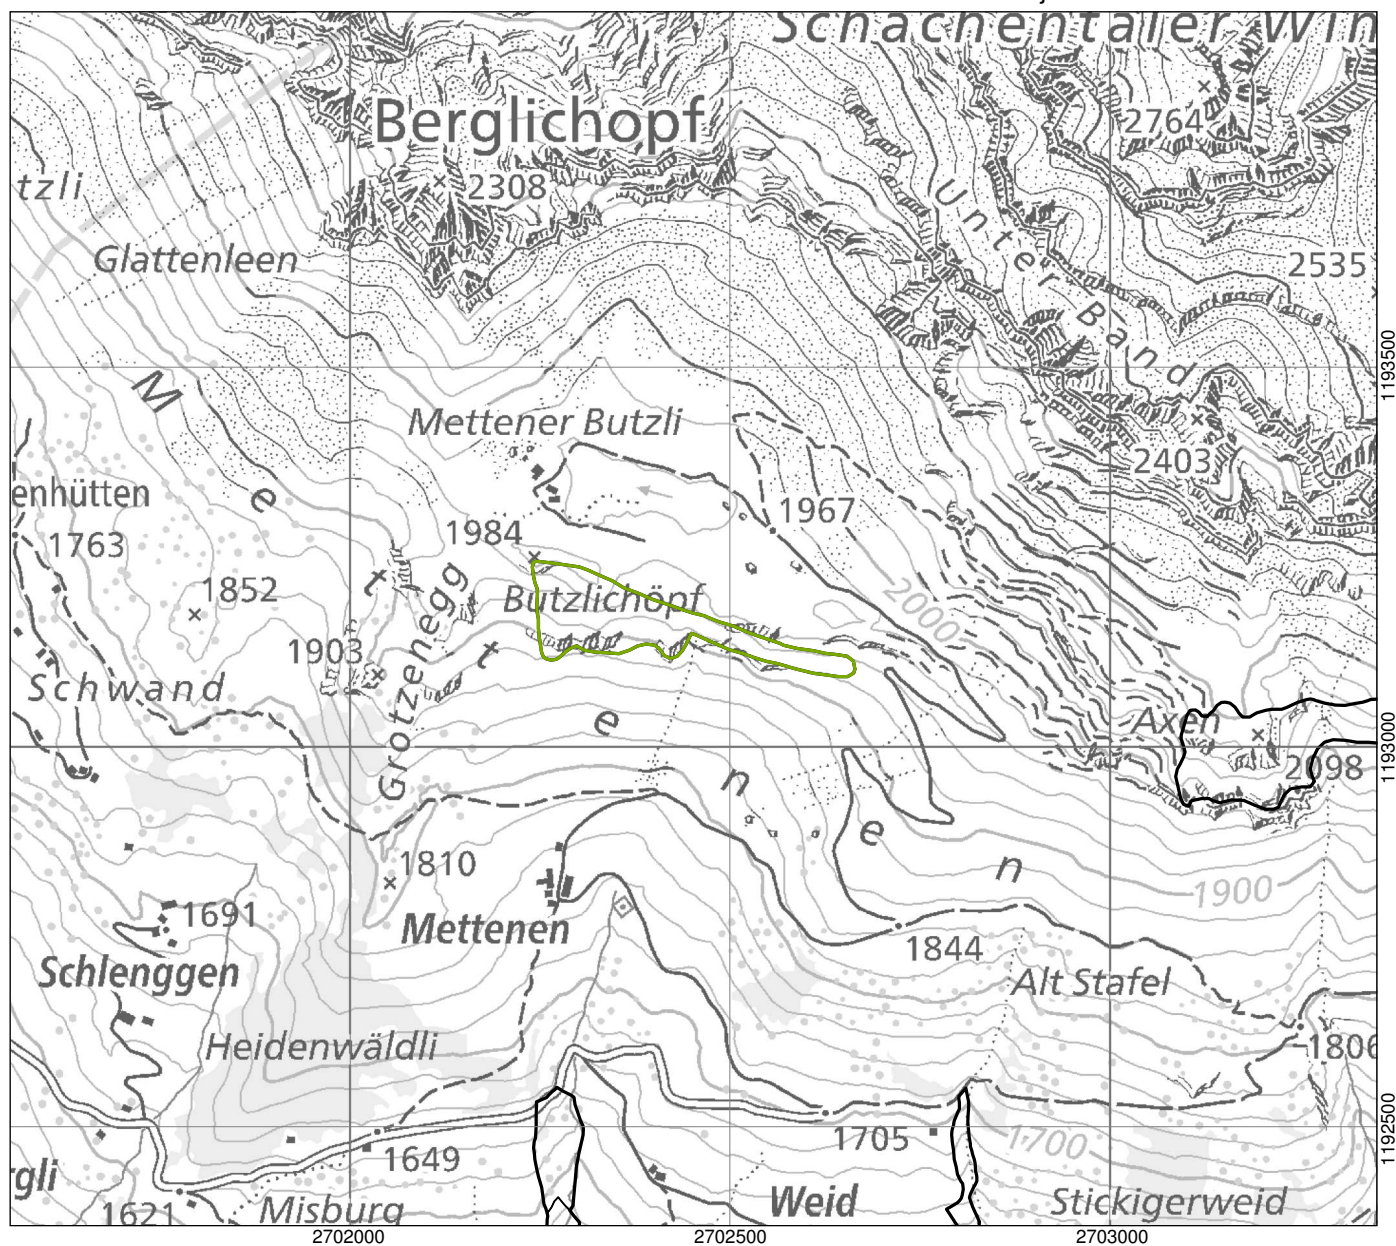 Schächentaler Win
Berglichopf
2764
2308
tzli
Unter Band
Glattenleen
2535
1193500
Mettener Butzli
2403
enhütten
1967
1984
1763
Butzlichöpf
2000
1852
1903
Schwand
Grotzenegg
Axen
1193000
2098
Mettenen
1810
1900
1691
Mettenen
1844
Schlenggen
Alt Stafel
Heidenwäldli
1806
1705
1700
1192500
1649
rgli
Misburg
Weid
Stickigerweid
1621
2702000
2702500
2703000